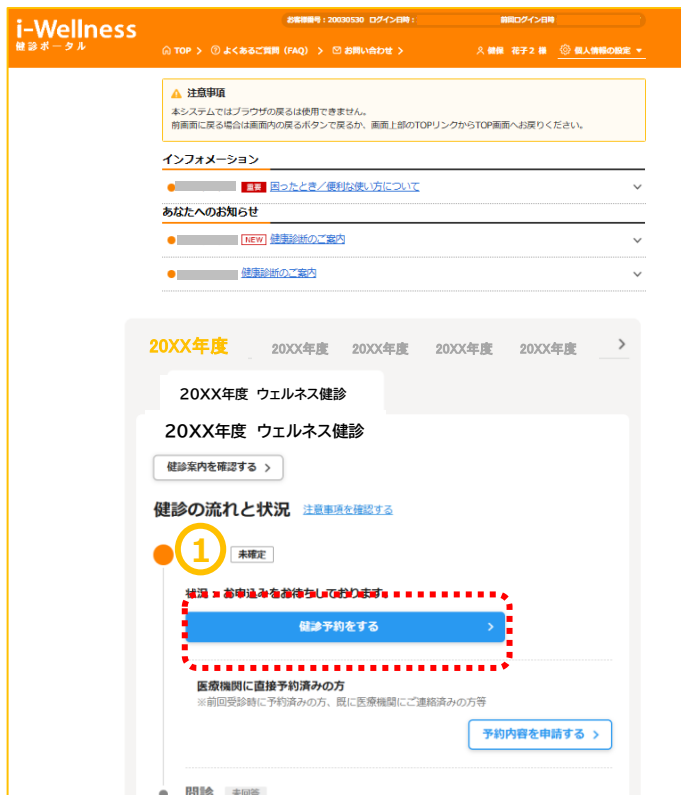 i-Wellness
健診ポータル
お客様番号：20030530 ログイン日時：
前回ログイン日時
TOP > よくあるご質問（FAQ） > お問い合わせ >
健保 花子2 様 個人情報の設定 ▼
注意事項
本システムではブラウザの戻るは使用できません。
前画面に戻る場合は画面内の戻るボタンで戻るか、画面上部のTOPリンクからTOP画面へお戻りください。
インフォメーション
重要 困ったとき／便利な使い方について
あなたへのお知らせ
NEW 健康診断のご案内
健康診断のご案内
20XX年度 20XX年度 20XX年度 20XX年度 20XX年度 >
20XX年度 ウェルネス健診
20XX年度 ウェルネス健診
健診案内を確認する >
健診の流れと状況 注意事項を確認する
1 未確定
状況 : お申込みをお待ちしております
健診予約をする >
医療機関に直接予約済みの方
※前回受診時に予約済みの方、既に医療機関にご連絡済みの方等
予約内容を申請する >
問診 未回答